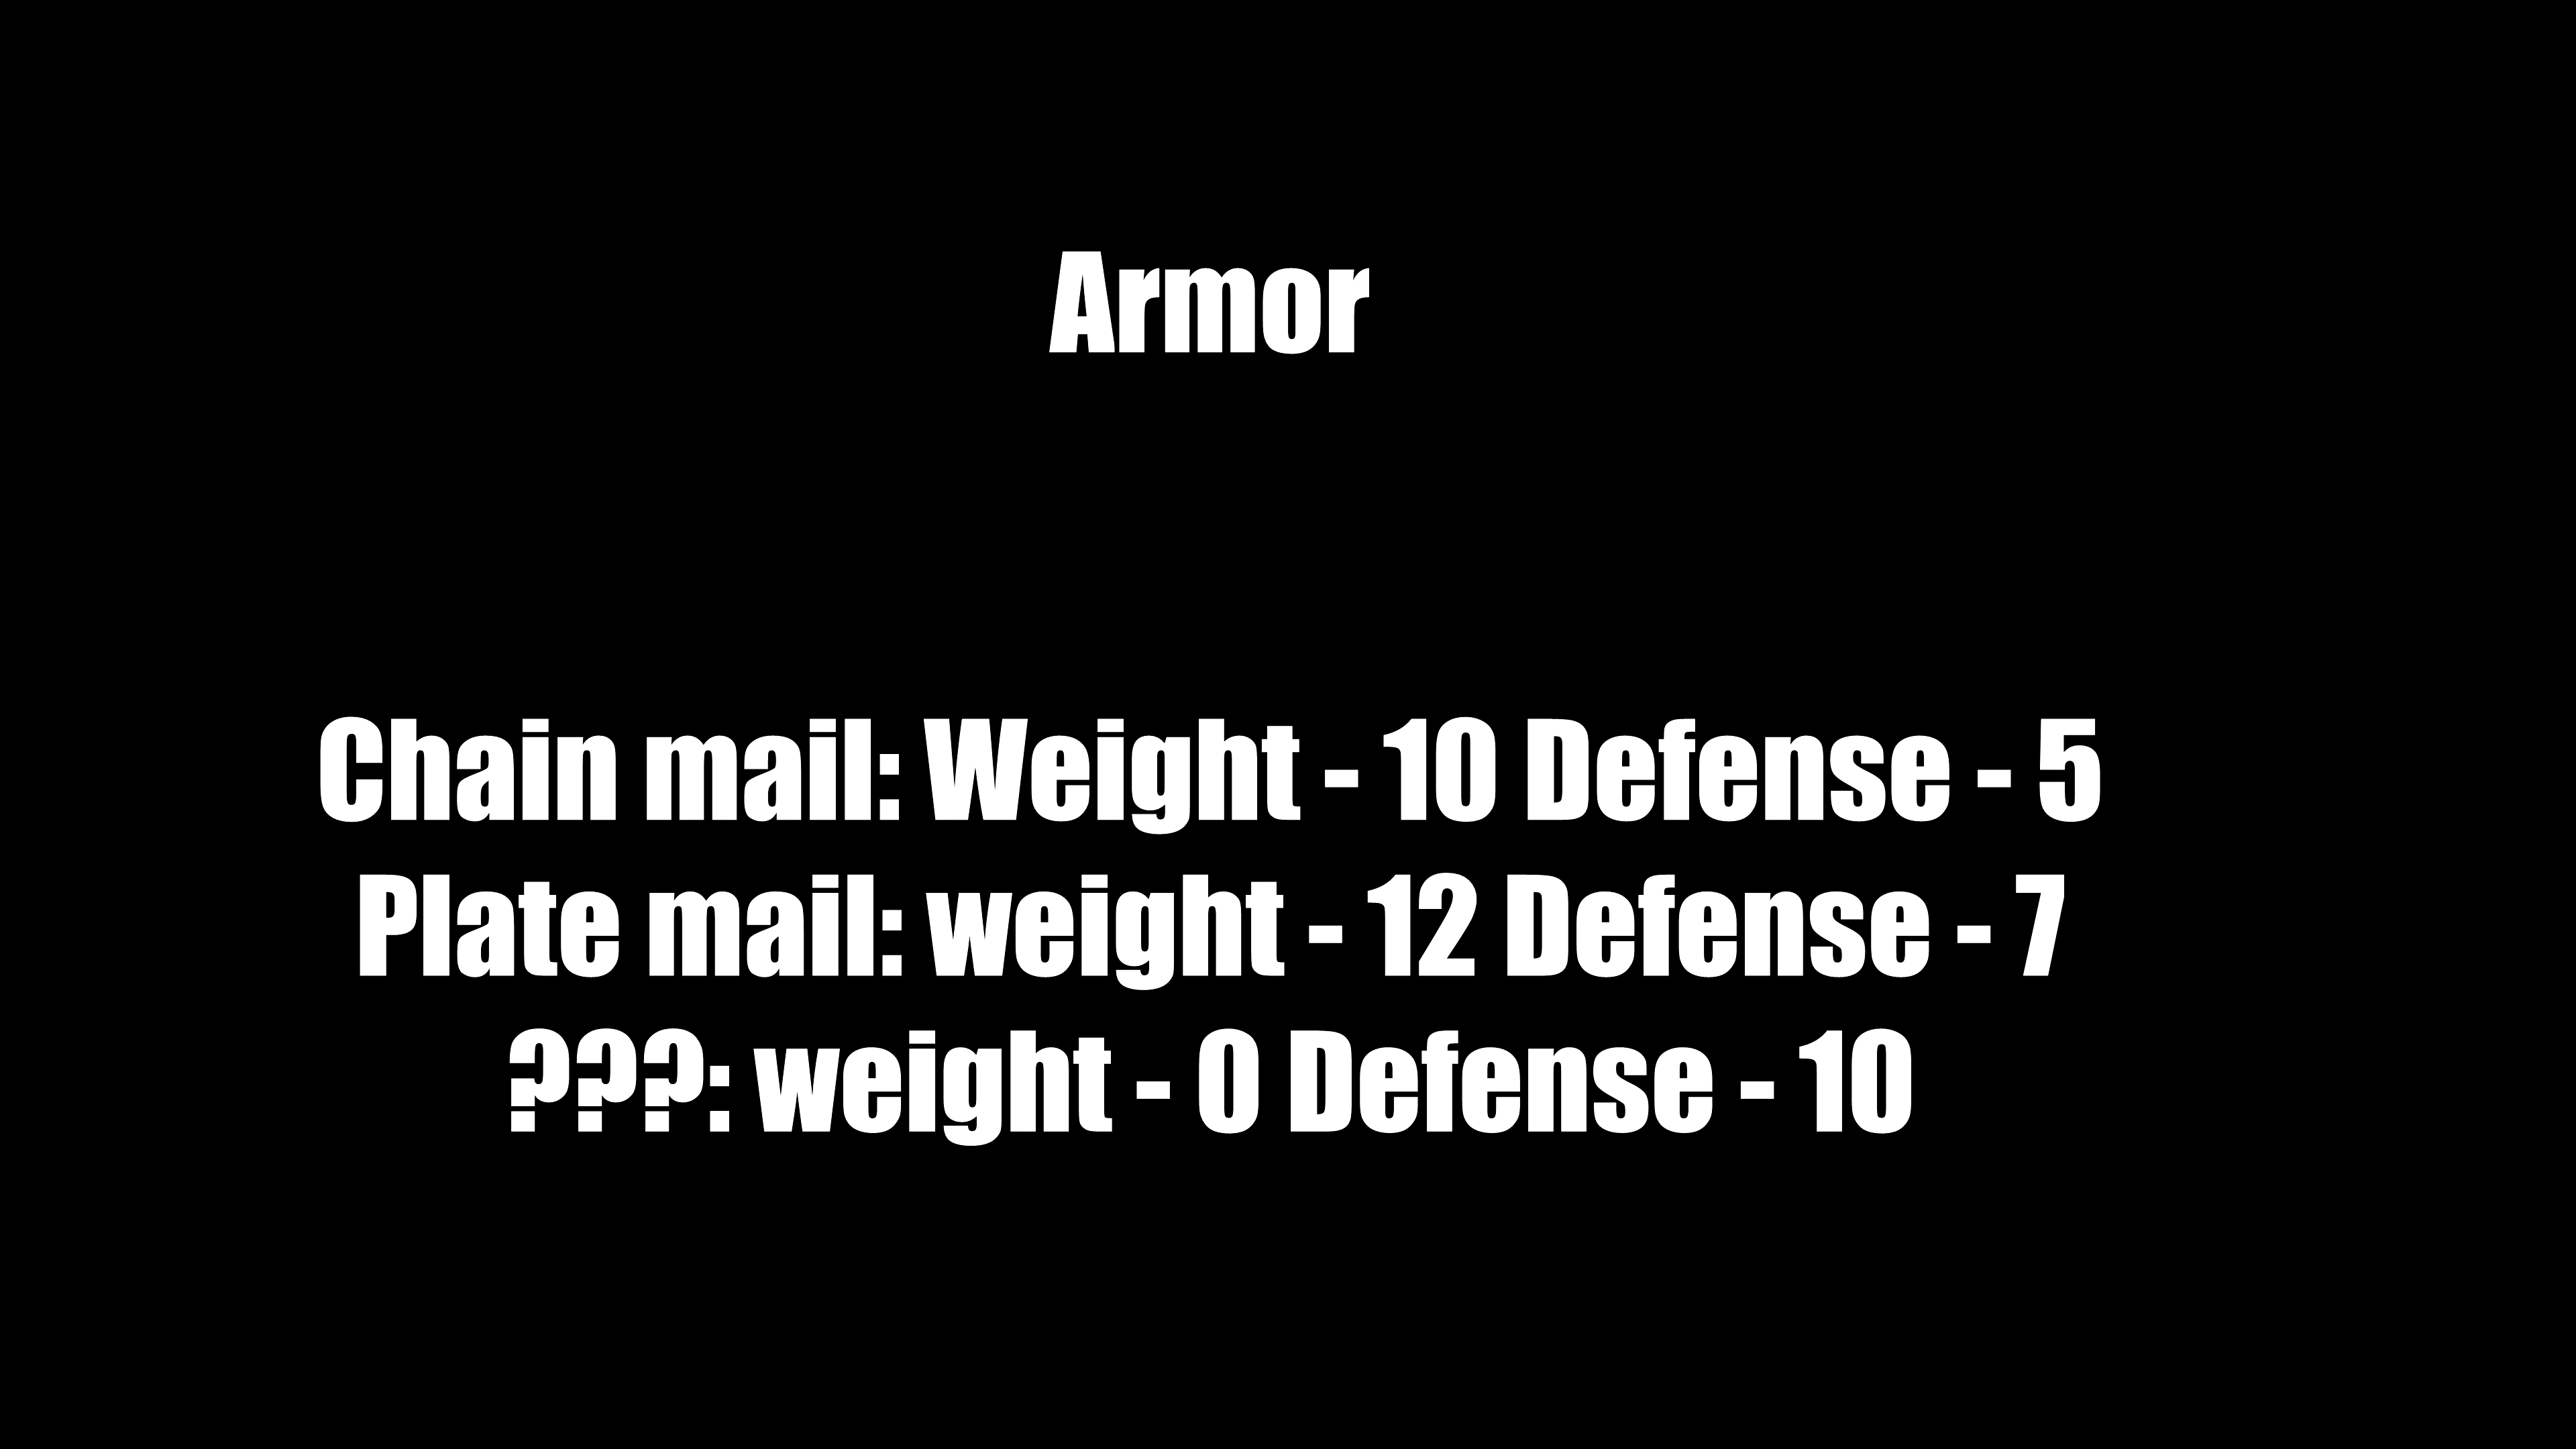 Armor
Chain mail: Weight - 10 Defense - 5
Plate mail: weight - 12 Defense - 7
???: weight - 0 Defense - 10